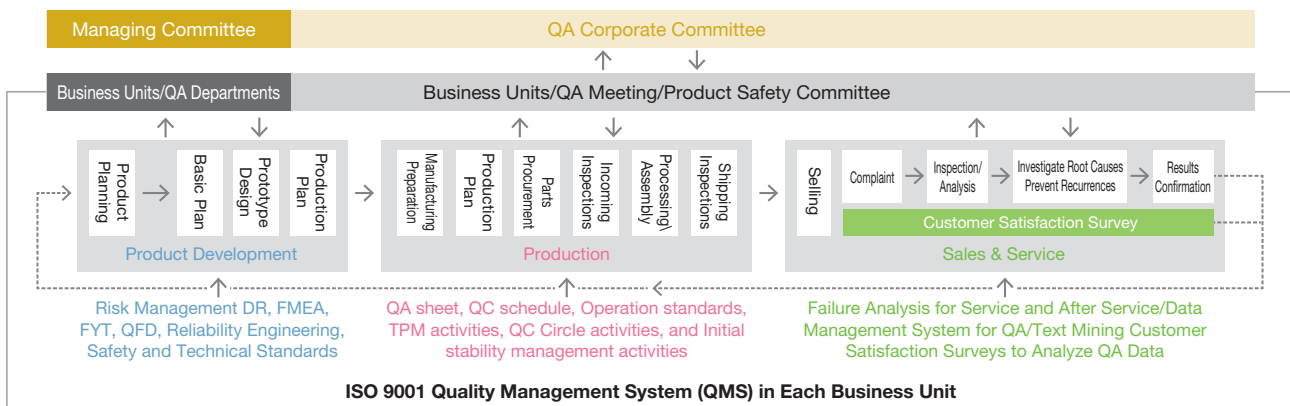 Managing Committee
QA Corporate Committee
Business Units/QA Departments
Business Units/QA Meeting/Product Safety Committee
Product
Planning
Basic Plan
Prototype
Design
Production Plan
Product Development
Manufacturing
Preparation
Production
Plan
Parts
Procurement
Incoming
Inspections
Processing\
Assembly
Shipping
Inspections
Production
Selling
Complaint
Inspection/
Analysis
Investigate Root Causes
Prevent Recurrences
Results
Confirmation
Customer Satisfaction Survey
Sales & Service
Risk Management DR, FMEA,
FYT, QFD, Reliability Engineering,
Safety and Technical Standards
QA sheet, QC schedule, Operation standards,
TPM activities, QC Circle activities, and Initial
stability management activities
Failure Analysis for Service and After Service/Data
Management System for QA/Text Mining Customer
Satisfaction Surveys to Analyze QA Data
ISO 9001 Quality Management System (QMS) in Each Business Unit